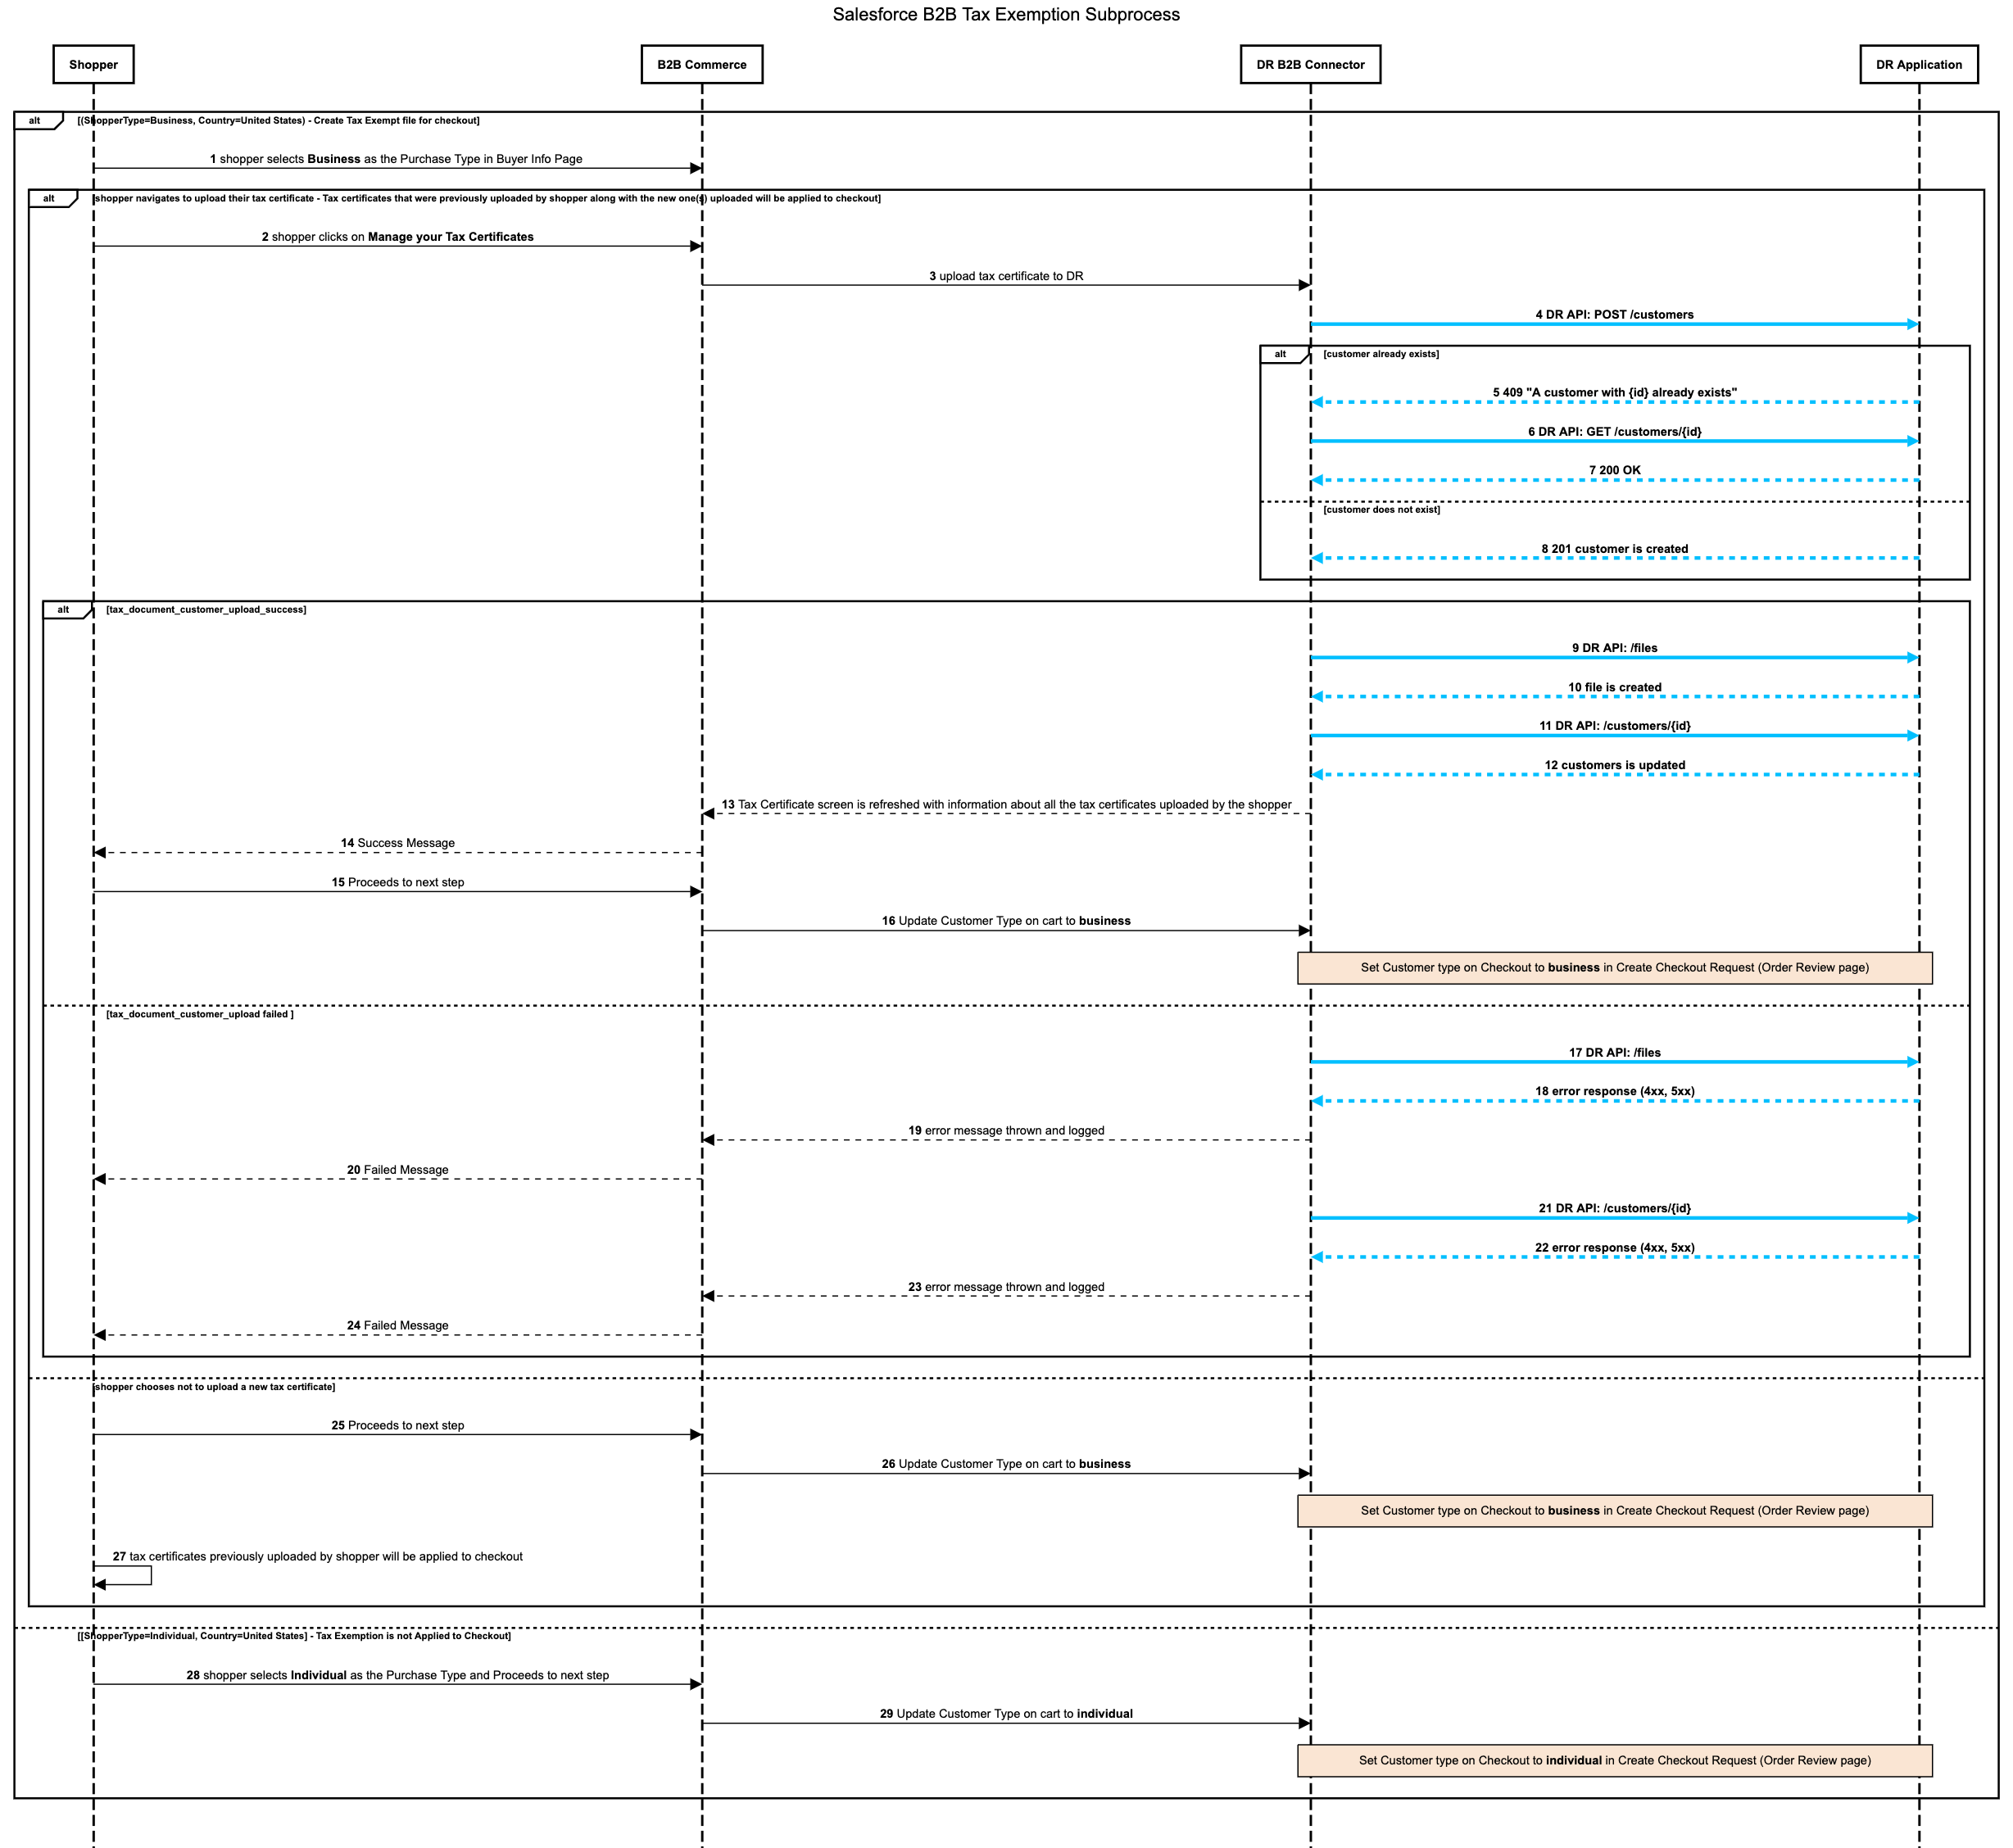 Salesforce B2B Tax Exemption Subprocess
Shopper
B2B Commerce
DR B2B Connector
DR Application
alt
[(ShopperType=Business, Country=United States) - Create Tax Exempt file for checkout]
1 shopper selects Business as the Purchase Type in Buyer Info Page
alt
[shopper navigates to upload their tax certificate - Tax certificates that were previously uploaded by shopper along with the new one(s) uploaded will be applied to checkout]
2 shopper clicks on Manage your Tax Certificates
3 upload tax certificate to DR
4 DR API: POST /customers
alt
[customer already exists]
5 409 "A customer with {id} already exists"
6 DR API: GET /customers/{id}
7 200 OK
[customer does not exist]
8 201 customer is created
alt
[tax_document_customer_upload_success]
9 DR API: /files
10 file is created
11 DR API: /customers/{id}
12 customers is updated
13 Tax Certificate screen is refreshed with information about all the tax certificates uploaded by the shopper
14 Success Message
15 Proceeds to next step
16 Update Customer Type on cart to business
Set Customer type on Checkout to business in Create Checkout Request (Order Review page)
[tax_document_customer_upload failed ]
17 DR API: /files
18 error response (4xx, 5xx)
19 error message thrown and logged
20 Failed Message
21 DR API: /customers/{id}
22 error response (4xx, 5xx)
23 error message thrown and logged
24 Failed Message
[shopper chooses not to upload a new tax certificate]
25 Proceeds to next step
26 Update Customer Type on cart to business
Set Customer type on Checkout to business in Create Checkout Request (Order Review page)
27 tax certificates previously uploaded by shopper will be applied to checkout
[[ShopperType=Individual, Country=United States] - Tax Exemption is not Applied to Checkout]
28 shopper selects Individual as the Purchase Type and Proceeds to next step
29 Update Customer Type on cart to individual
Set Customer type on Checkout to individual in Create Checkout Request (Order Review page)